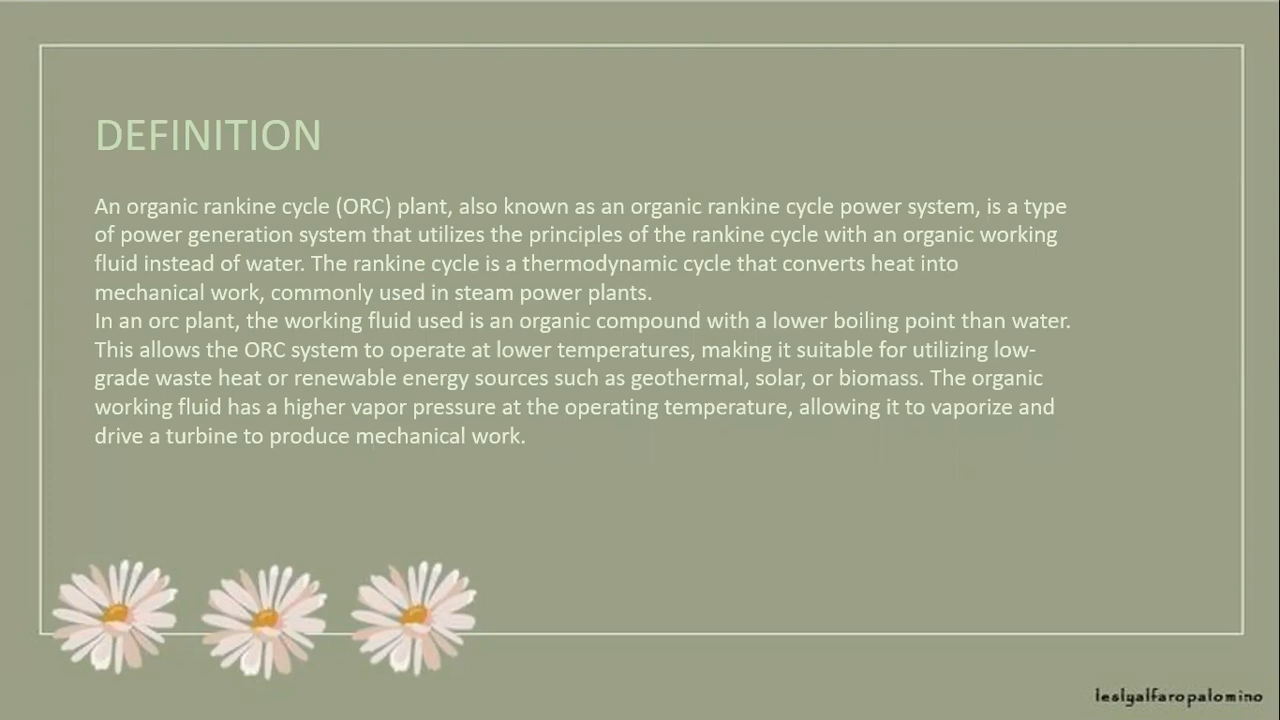 DEFINITION
An organic rankine cycle (ORC) plant, also known as an organic rankine cycle power system, is a type
of power generation system that utilizes the principles of the rankine cycle with an organic working
fluid instead of water. The rankine cycle is a thermodynamic cycle that converts heat into
mechanical work, commonly used in steam power plants.
In an orc plant, the working fluid used is an organic compound with a lower boiling point than water.
This allows the ORC system to operate at lower temperatures, making it suitable for utilizing low-
grade waste heat or renewable energy sources such as geothermal, solar, or biomass. The organic
working fluid has a higher vapor pressure at the operating temperature, allowing it to vaporize and
drive a turbine to produce mechanical work.
leslyalfaropalomino